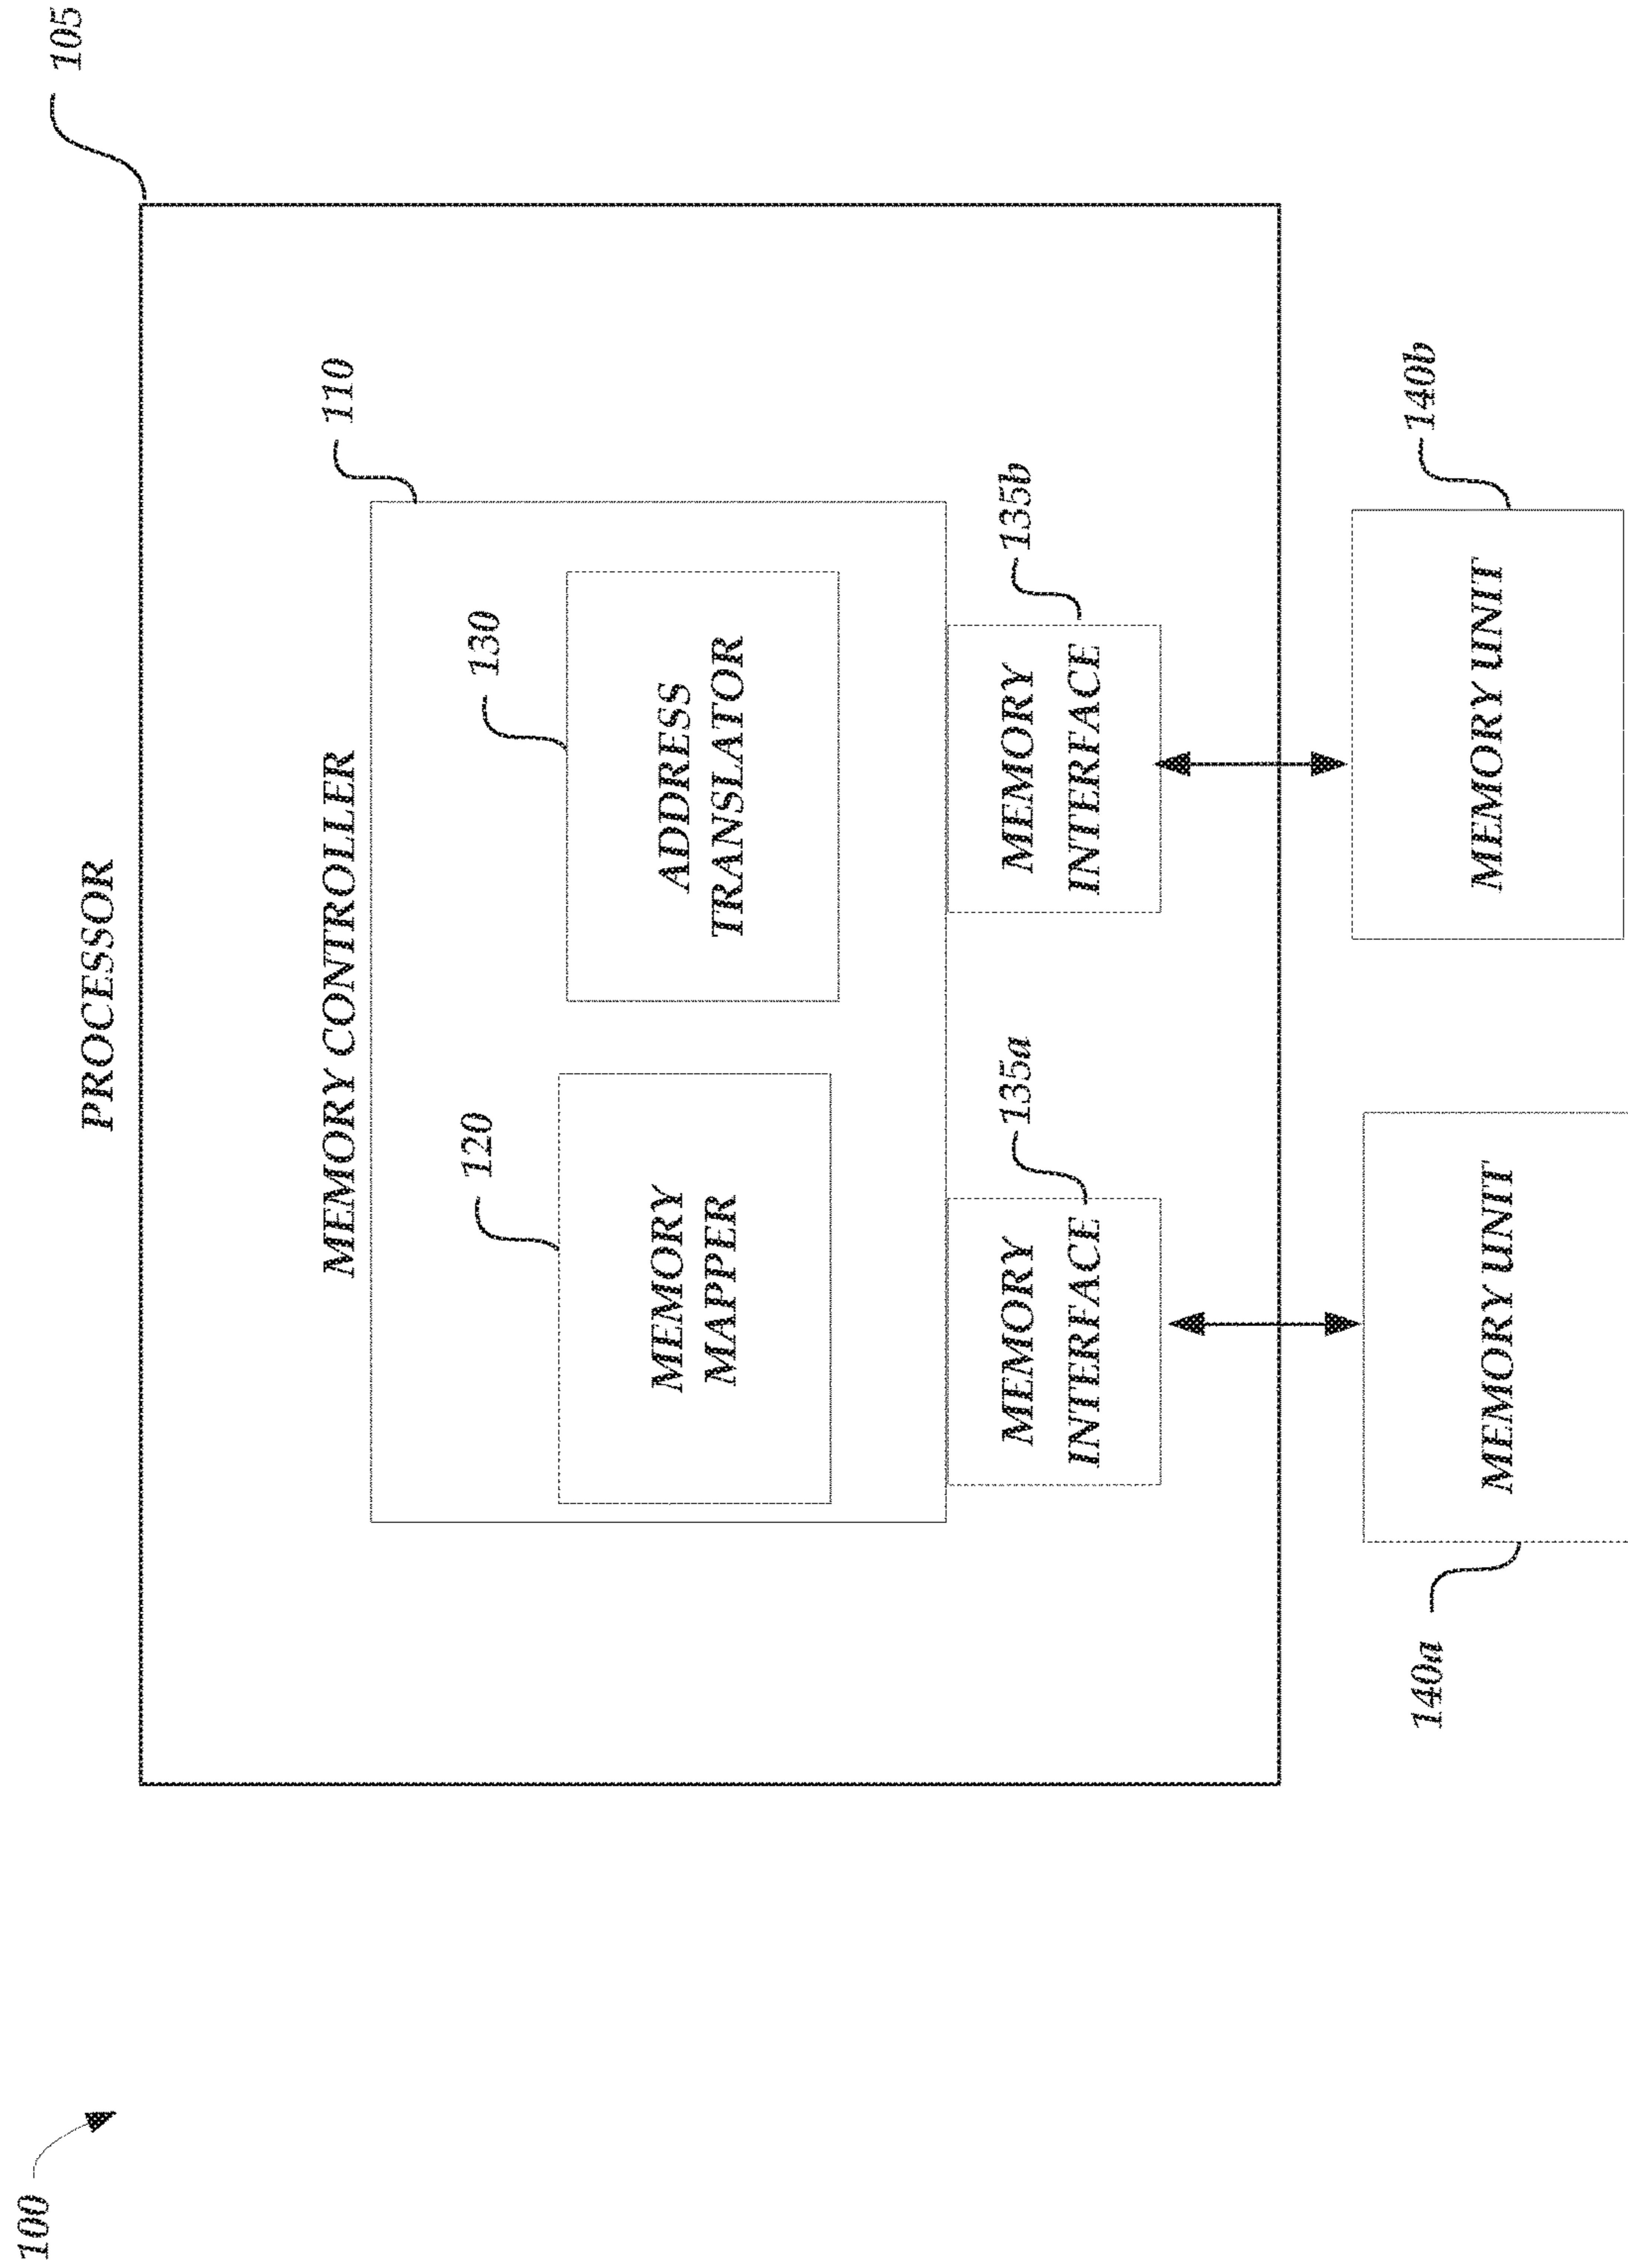 100
105
PROCESSOR
110
MEMORY CONTROLLER
120
130
MEMORY
MAPPER
ADDRESS
TRANSLATOR
135a
135b
MEMORY
INTERFACE
MEMORY
INTERFACE
140a
140b
MEMORY UNIT
MEMORY UNIT